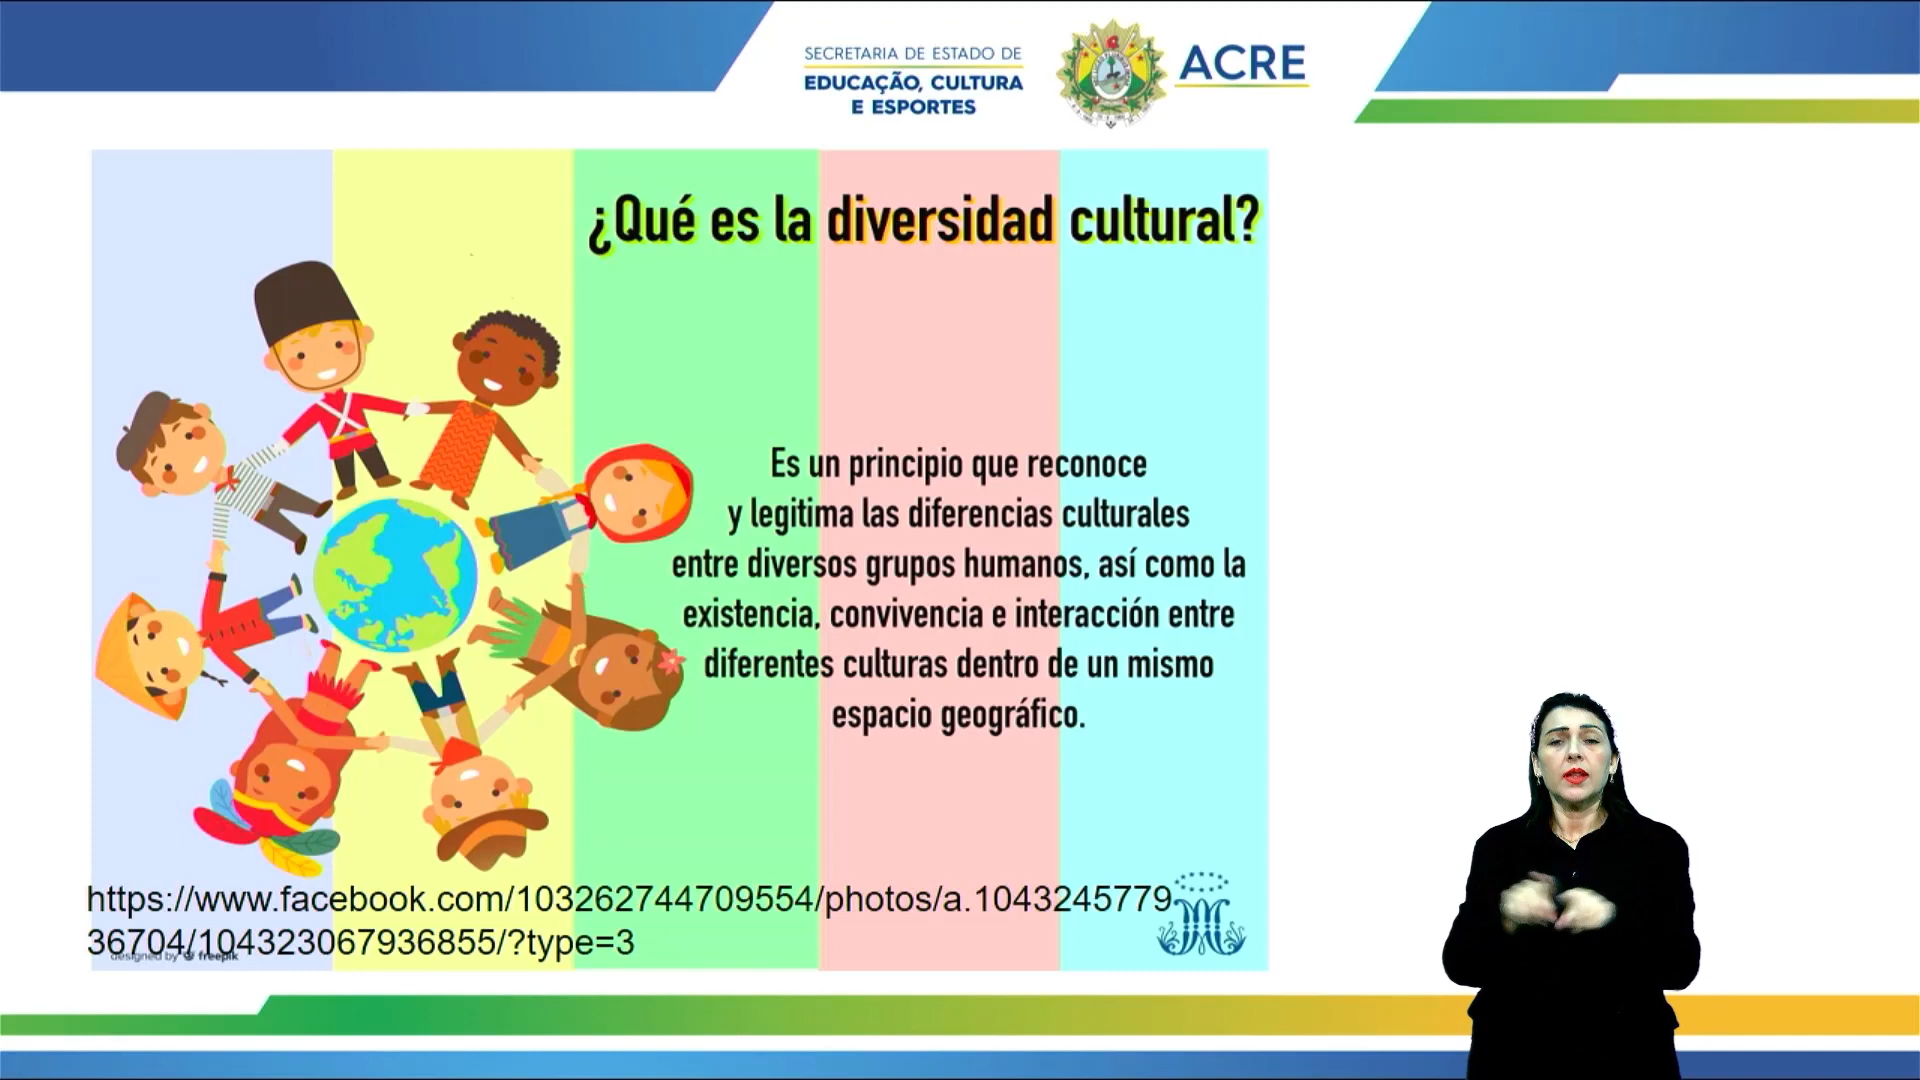 SECRETARIA DE ESTADO DE
EDUCAÇÃO, CULTURA
E ESPORTES
ACRE
¿Qué es la diversidad cultural?
Es un principio que reconoce
y legitima las diferencias culturales
entre diversos grupos humanos, así como la
existencia, convivencia e interacción entre
diferentes culturas dentro de un mismo
espacio geográfico.
https://www.facebook.com/103262744709554/photos/a.1043245779
36704/104323067936855/?type=3
designed by freepik